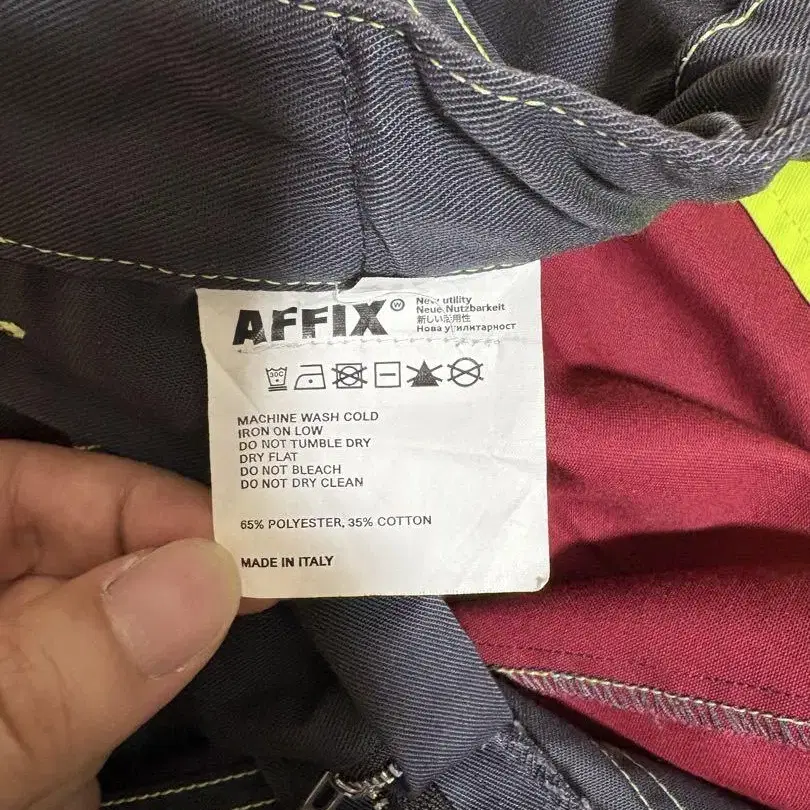 AFFIX
New utility
Neue Nutzbarkeit
新しい実用性
Новая утилитарност
30C
MACHINE WASH COLD
IRON ON LOW
DO NOT TUMBLE DRY
DRY FLAT
DO NOT BLEACH
DO NOT DRY CLEAN
65% POLYESTER, 35% COTTON
MADE IN ITALY